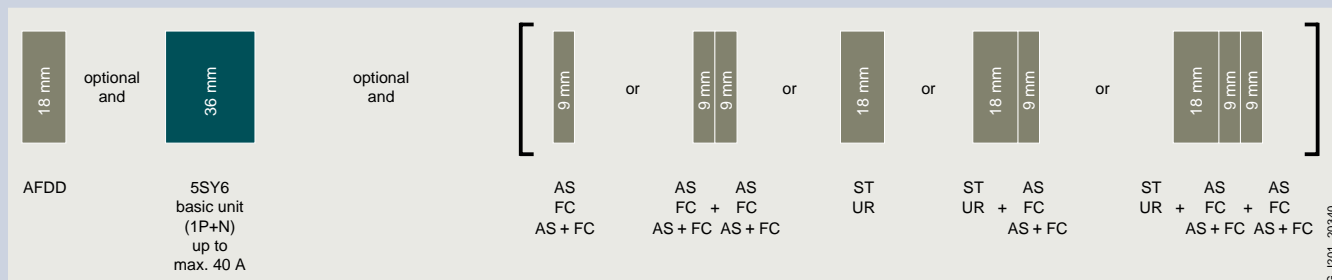 18 mm
optional
and
36 mm
optional
and
9 mm
or
9 mm 9 mm
or
18 mm
or
18 mm 9 mm
or
18 mm 9 mm 9 mm
AFDD
5SY6
basic unit
(1P+N)
up to
max. 40 A
AS
FC
AS + FC
AS AS
FC + FC
AS + FC AS + FC
ST
UR
ST AS
UR + FC
AS + FC
ST AS AS
UR + FC + FC
AS + FC AS + FC